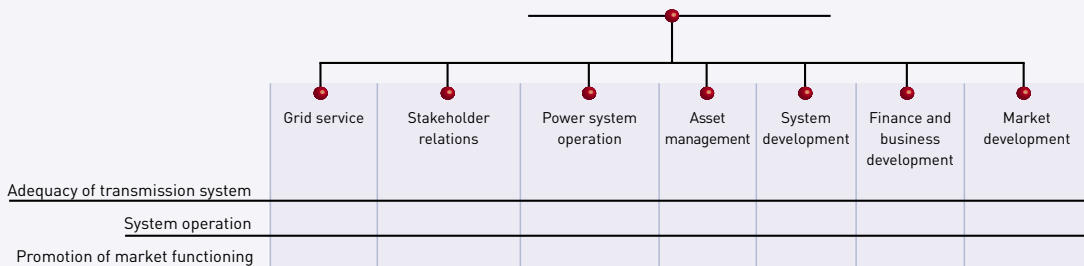 Grid service
Stakeholder
relations
Power system
operation
Asset
management
System
development
Finance and
business
development
Market
development
Adequacy of transmission system
System operation
Promotion of market functioning